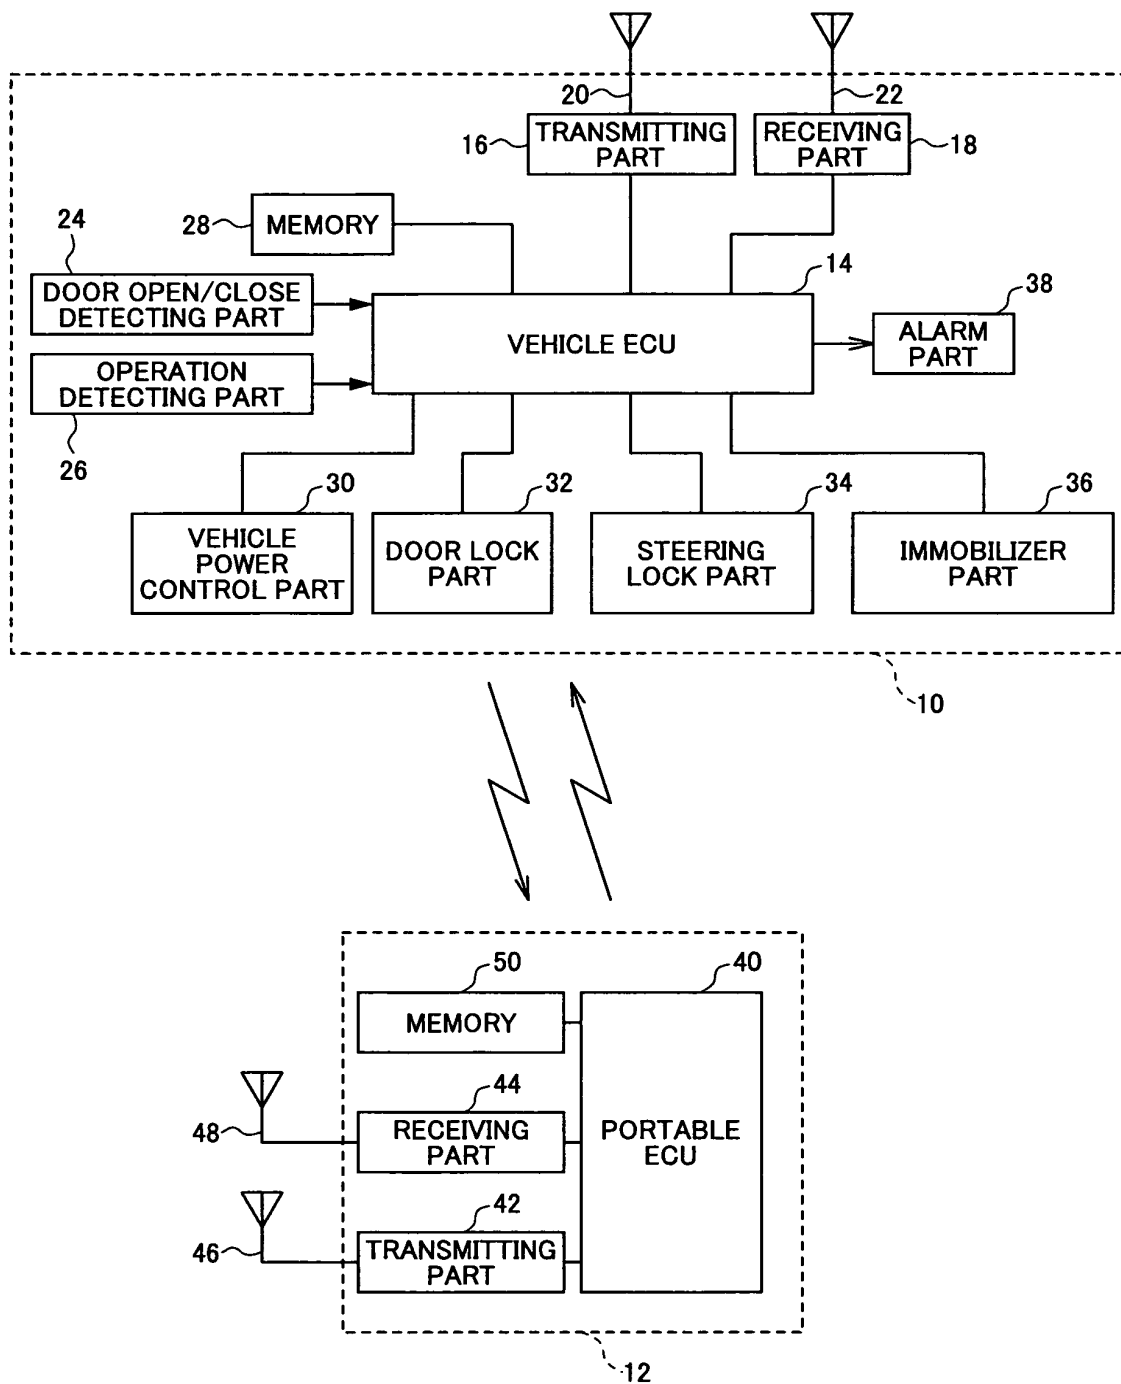 20
22
16
TRANSMITTING
PART
RECEIVING
PART
18
28
MEMORY
24
14
38
DOOR OPEN/CLOSE
DETECTING PART
VEHICLE ECU
ALARM
PART
OPERATION
DETECTING PART
26
30
32
34
36
VEHICLE
POWER
CONTROL PART
DOOR LOCK
PART
STEERING
LOCK PART
IMMOBILIZER
PART
10
50
40
MEMORY
44
48
RECEIVING
PART
PORTABLE
ECU
42
46
TRANSMITTING
PART
12